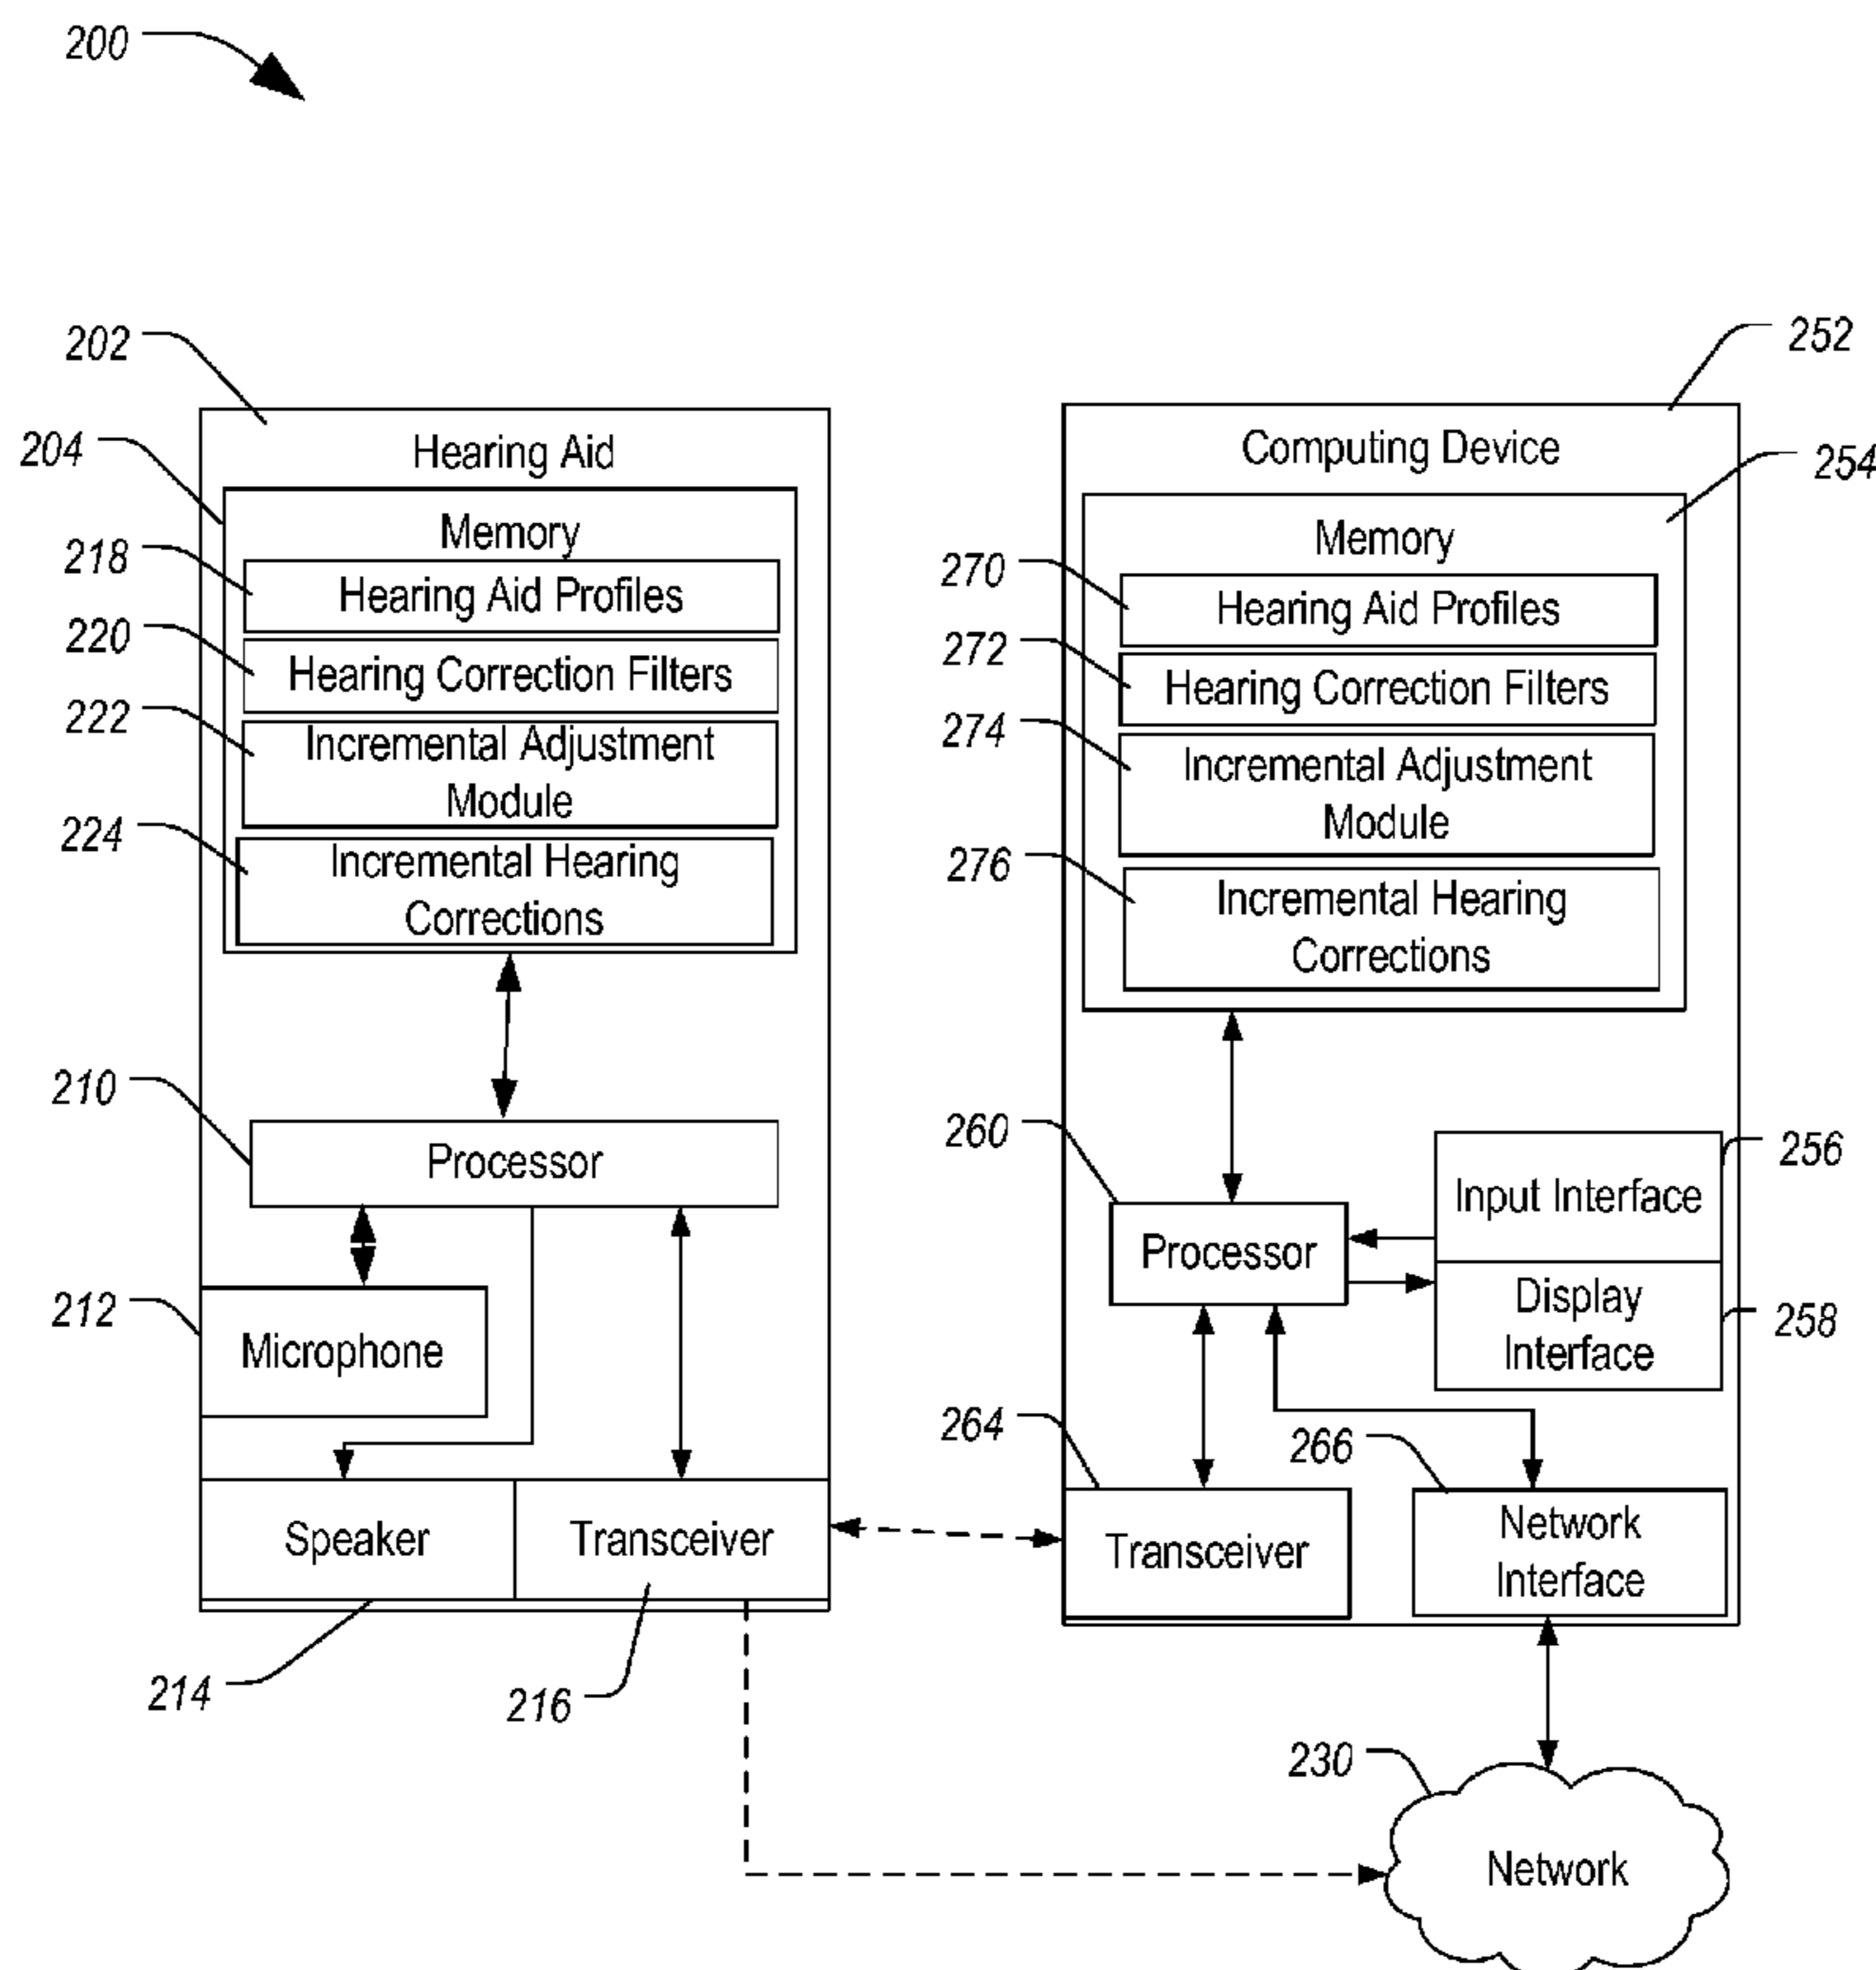 200
202
204
218
220
222
224
210
212
214
216
Hearing Aid
Memory
Hearing Aid Profiles
Hearing Correction Filters
Incremental Adjustment
Module
Incremental Hearing
Corrections
Processor
Microphone
Speaker
Transceiver
252
254
270
272
274
276
260
256
258
264
266
Computing Device
Memory
Hearing Aid Profiles
Hearing Correction Filters
Incremental Adjustment
Module
Incremental Hearing
Corrections
Processor
Input Interface
Display
Interface
Transceiver
Network
Interface
230
Network